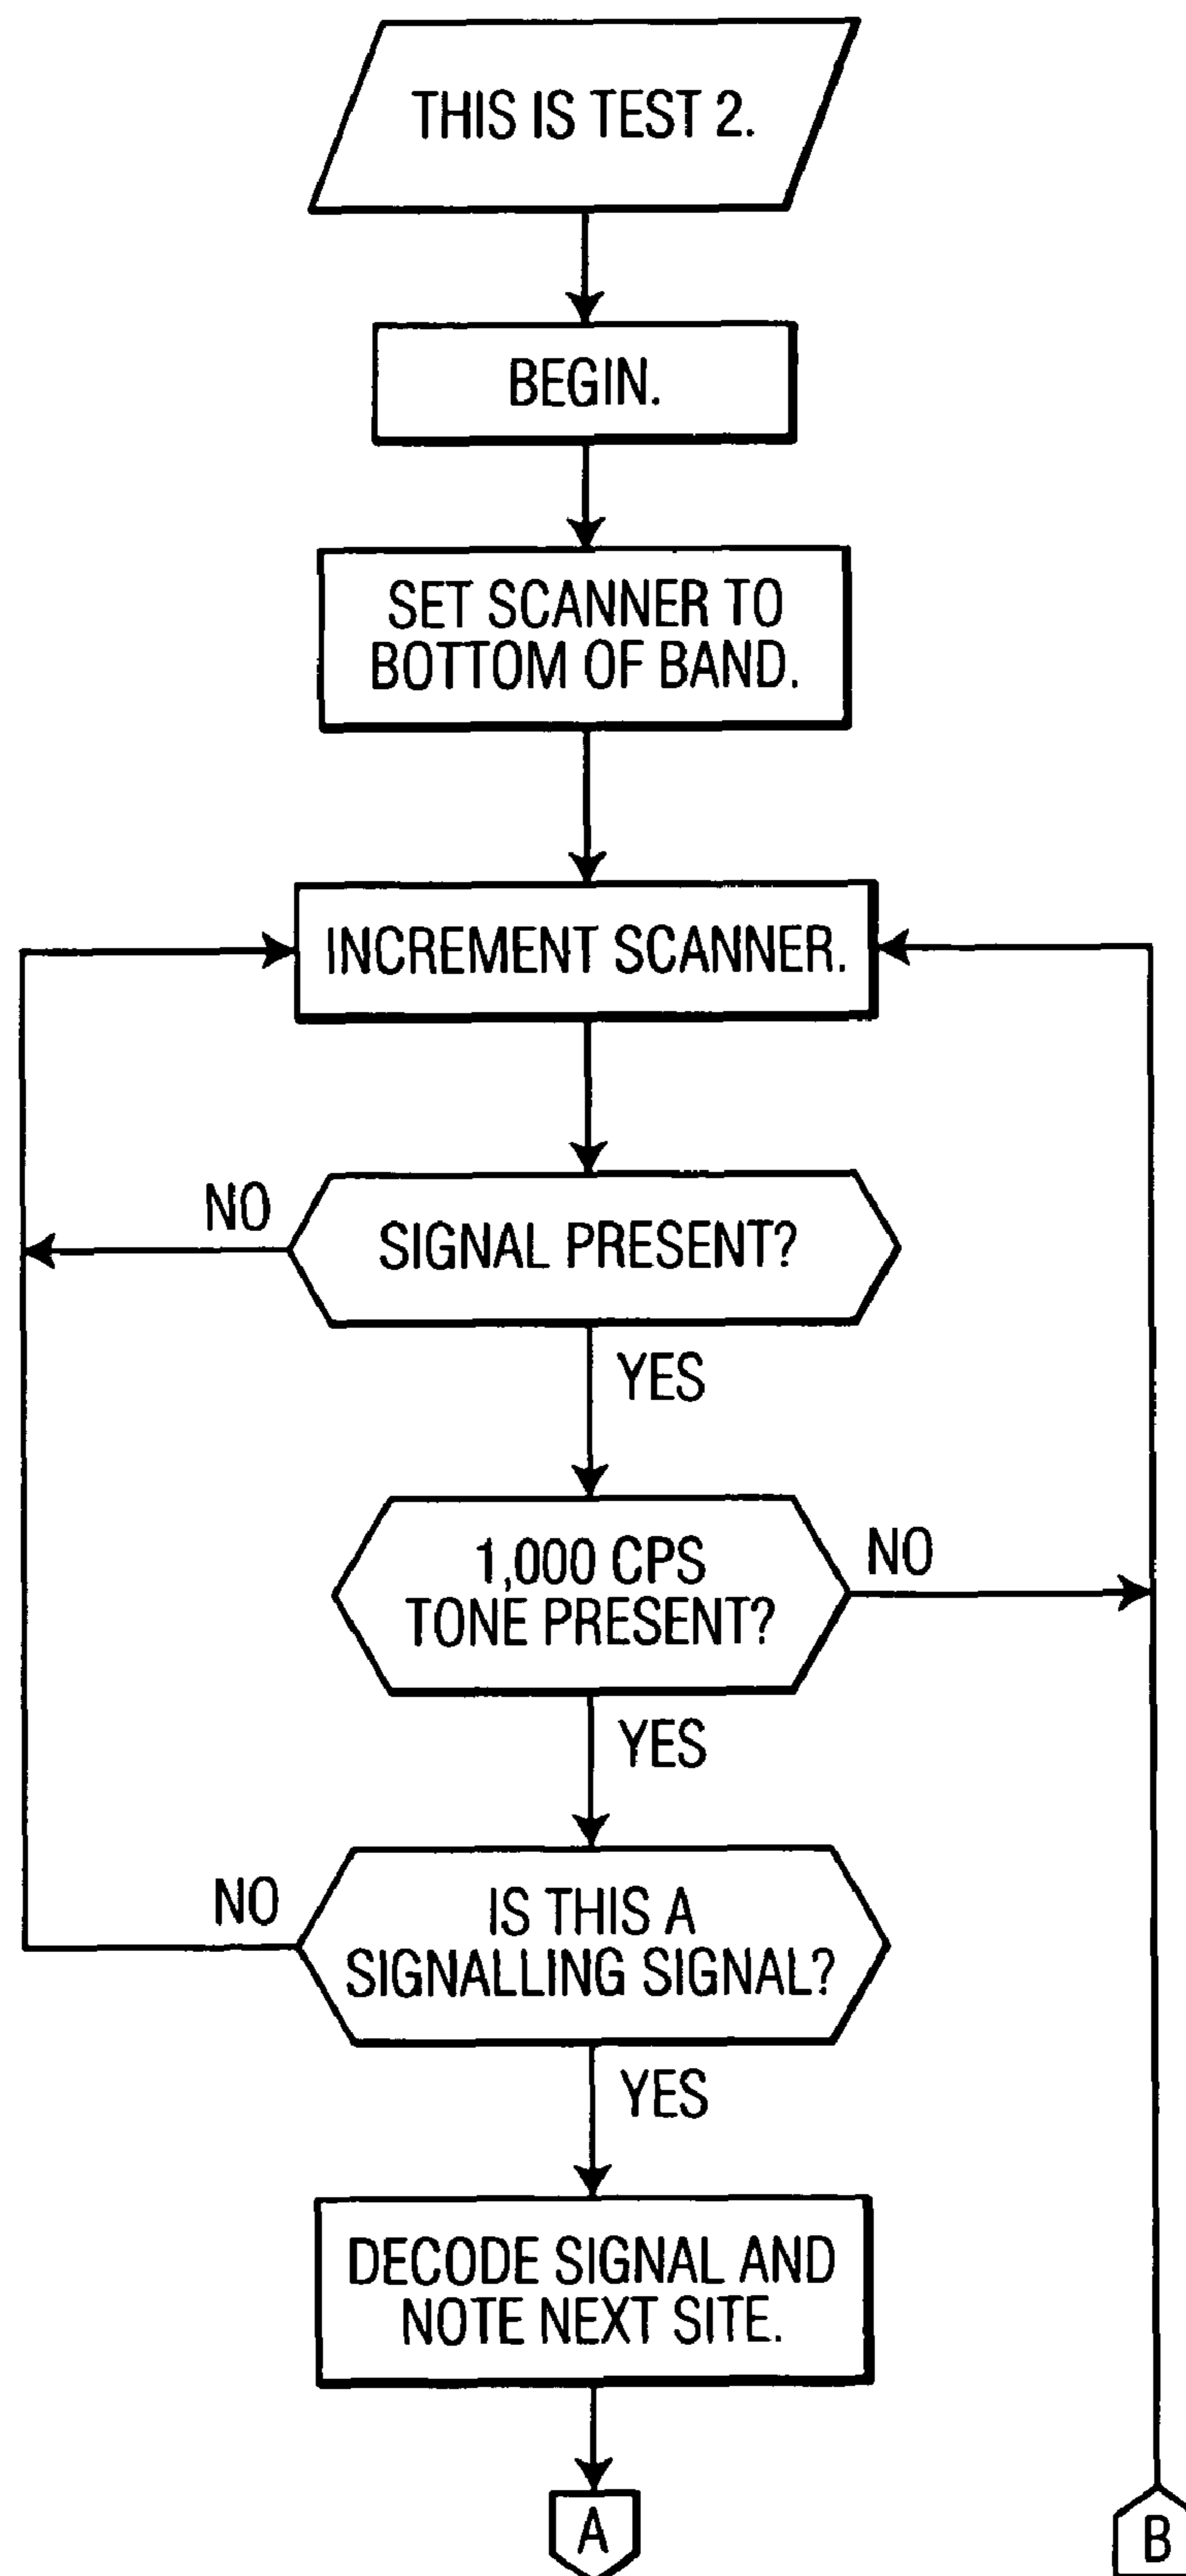 THIS IS TEST 2.
BEGIN.
SET SCANNER TO
BOTTOM OF BAND.
INCREMENT SCANNER.
NO
SIGNAL PRESENT?
YES
1,000 CPS
TONE PRESENT?
NO
YES
NO
IS THIS A
SIGNALLING SIGNAL?
YES
DECODE SIGNAL AND
NOTE NEXT SITE.
A
B